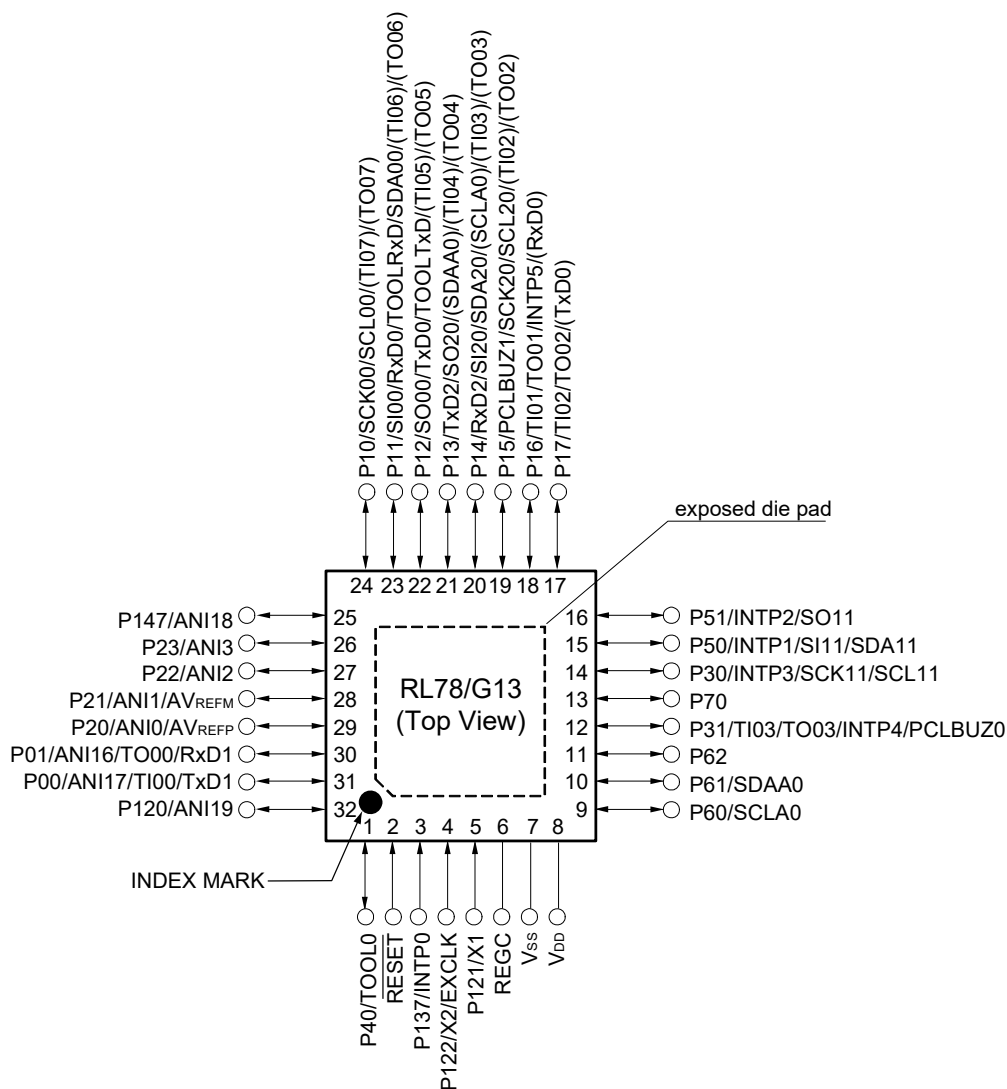 P10/SCK00/SCL00/(TI07)/(TO07)
P11/SI00/RxD0/TOOLRxD/SDA00/(TI06)/(TO06)
P12/SO00/TxD0/TOOLTxD/(TI05)/(TO05)
P13/TxD2/SO20/(SDAA0)/(TI04)/(TO04)
P14/RxD2/SI20/SDA20/(SCLA0)/(TI03)/(TO03)
P15/PCLBUZ1/SCK20/SCL20/(TI02)/(TO02)
P16/TI01/TO01/INTP5/(RxD0)
P17/TI02/TO02/(TxD0)
exposed die pad
24 23 22 21 20 19 18 17
P147/ANI18 25
P23/ANI3 26
P22/ANI2 27
P21/ANI1/AVREFM 28
P20/ANI0/AVREFP 29
P01/ANI16/TO00/RxD1 30
P00/ANI17/TI00/TxD1 31
P120/ANI19 32
RL78/G13
(Top View)
16 P51/INTP2/SO11
15 P50/INTP1/SI11/SDA11
14 P30/INTP3/SCK11/SCL11
13 P70
12 P31/TI03/TO03/INTP4/PCLBUZ0
11 P62
10 P61/SDAA0
9 P60/SCLA0
1 2 3 4 5 6 7 8
INDEX MARK
P40/TOOL0
RESET
P137/INTP0
P122/X2/EXCLK
P121/X1
REGC
VSS
VDD